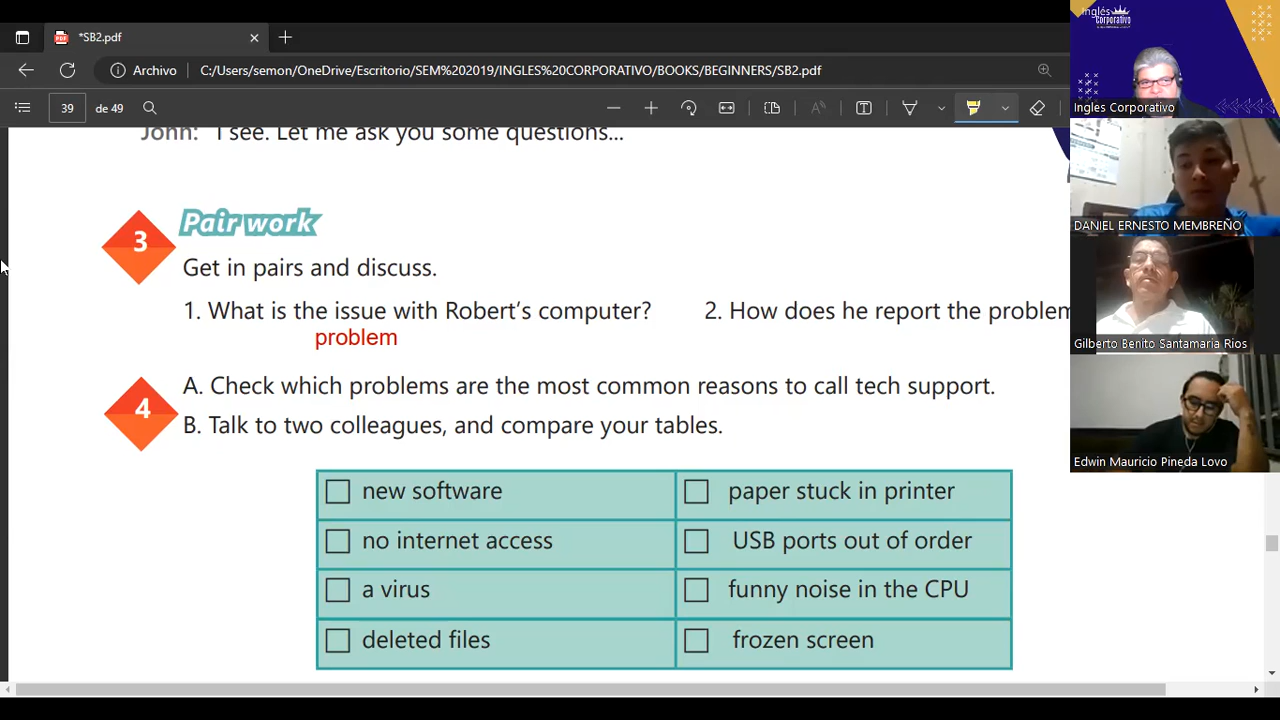 *SB2.pdf
Archivo C:/Users/semon/OneDrive/Escritorio/SEM%202019/INGLES%20CORPORATIVO/BOOKS/BEGINNERS/SB2.pdf
39 de 49
John: I see. Let me ask you some questions...
3 Pair work
Get in pairs and discuss.
1. What is the issue with Robert's computer? 2. How does he report the problem
problem
4
A. Check which problems are the most common reasons to call tech support.
B. Talk to two colleagues, and compare your tables.
new software paper stuck in printer
no internet access USB ports out of order
a virus funny noise in the CPU
deleted files frozen screen
Inglés
Corporativo
Ingles Corporativo
DANIEL ERNESTO MEMBREÑO
Gilberto Benito Santamaria Rios
Edwin Mauricio Pineda Lovo